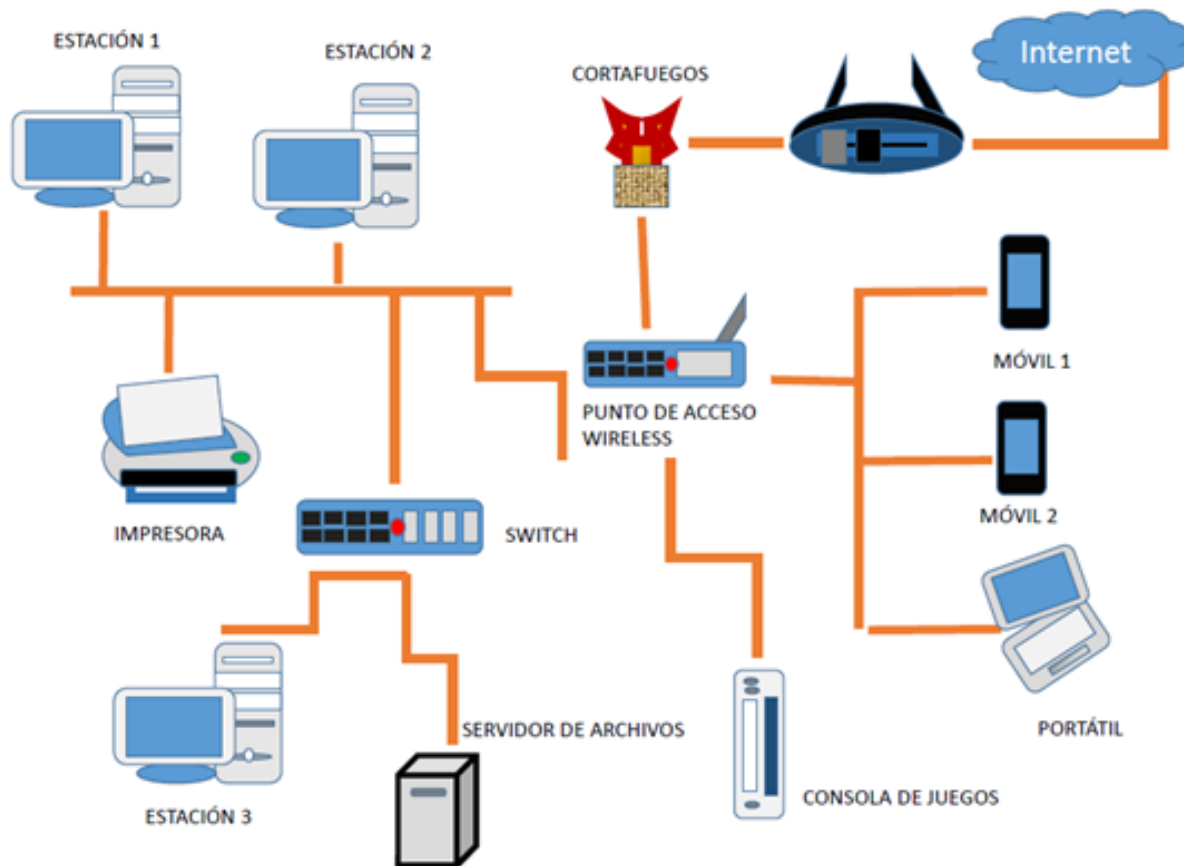 ESTACIÓN 1
ESTACIÓN 2
CORTAFUEGOS
Internet
MÓVIL 1
PUNTO DE ACCESO
WIRELESS
MÓVIL 2
IMPRESORA
SWITCH
SERVIDOR DE ARCHIVOS
PORTÁTIL
CONSOLA DE JUEGOS
ESTACIÓN 3